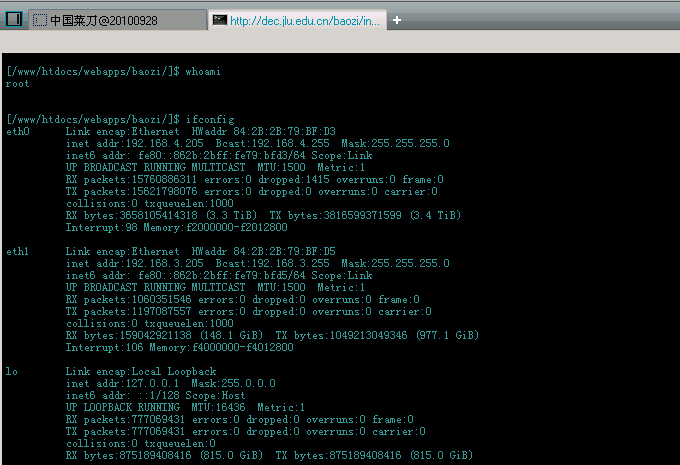 中国菜刀@20100928
http://dec.jlu.edu.cn/baozi/in...
[/www/htdocs/webapps/baozi/]$ whoami
root
[/www/htdocs/webapps/baozi/]$ ifconfig
eth0 Link encap:Ethernet HWaddr 84:2B:2B:79:BF:D3
inet addr:192.168.4.205 Bcast:192.168.4.255 Mask:255.255.255.0
inet6 addr: fe80::862b:2bff:fe79:bfd3/64 Scope:Link
UP BROADCAST RUNNING MULTICAST MTU:1500 Metric:1
RX packets:15760886311 errors:0 dropped:1415 overruns:0 frame:0
TX packets:15621798076 errors:0 dropped:0 overruns:0 carrier:0
collisions:0 txqueuelen:1000
RX bytes:3658105414318 (3.3 TiB) TX bytes:3816599371599 (3.4 TiB)
Interrupt:98 Memory:f2000000-f2012800
eth1 Link encap:Ethernet HWaddr 84:2B:2B:79:BF:D5
inet addr:192.168.3.205 Bcast:192.168.3.255 Mask:255.255.255.0
inet6 addr: fe80::862b:2bff:fe79:bfd5/64 Scope:Link
UP BROADCAST RUNNING MULTICAST MTU:1500 Metric:1
RX packets:1060351546 errors:0 dropped:0 overruns:0 frame:0
TX packets:1197087557 errors:0 dropped:0 overruns:0 carrier:0
collisions:0 txqueuelen:1000
RX bytes:159042921138 (148.1 GiB) TX bytes:1049213049346 (977.1 GiB)
Interrupt:106 Memory:f4000000-f4012800
lo Link encap:Local Loopback
inet addr:127.0.0.1 Mask:255.0.0.0
inet6 addr: ::1/128 Scope:Host
UP LOOPBACK RUNNING MTU:16436 Metric:1
RX packets:777069431 errors:0 dropped:0 overruns:0 frame:0
TX packets:777069431 errors:0 dropped:0 overruns:0 carrier:0
collisions:0 txqueuelen:0
RX bytes:875189408416 (815.0 GiB) TX bytes:875189408416 (815.0 GiB)